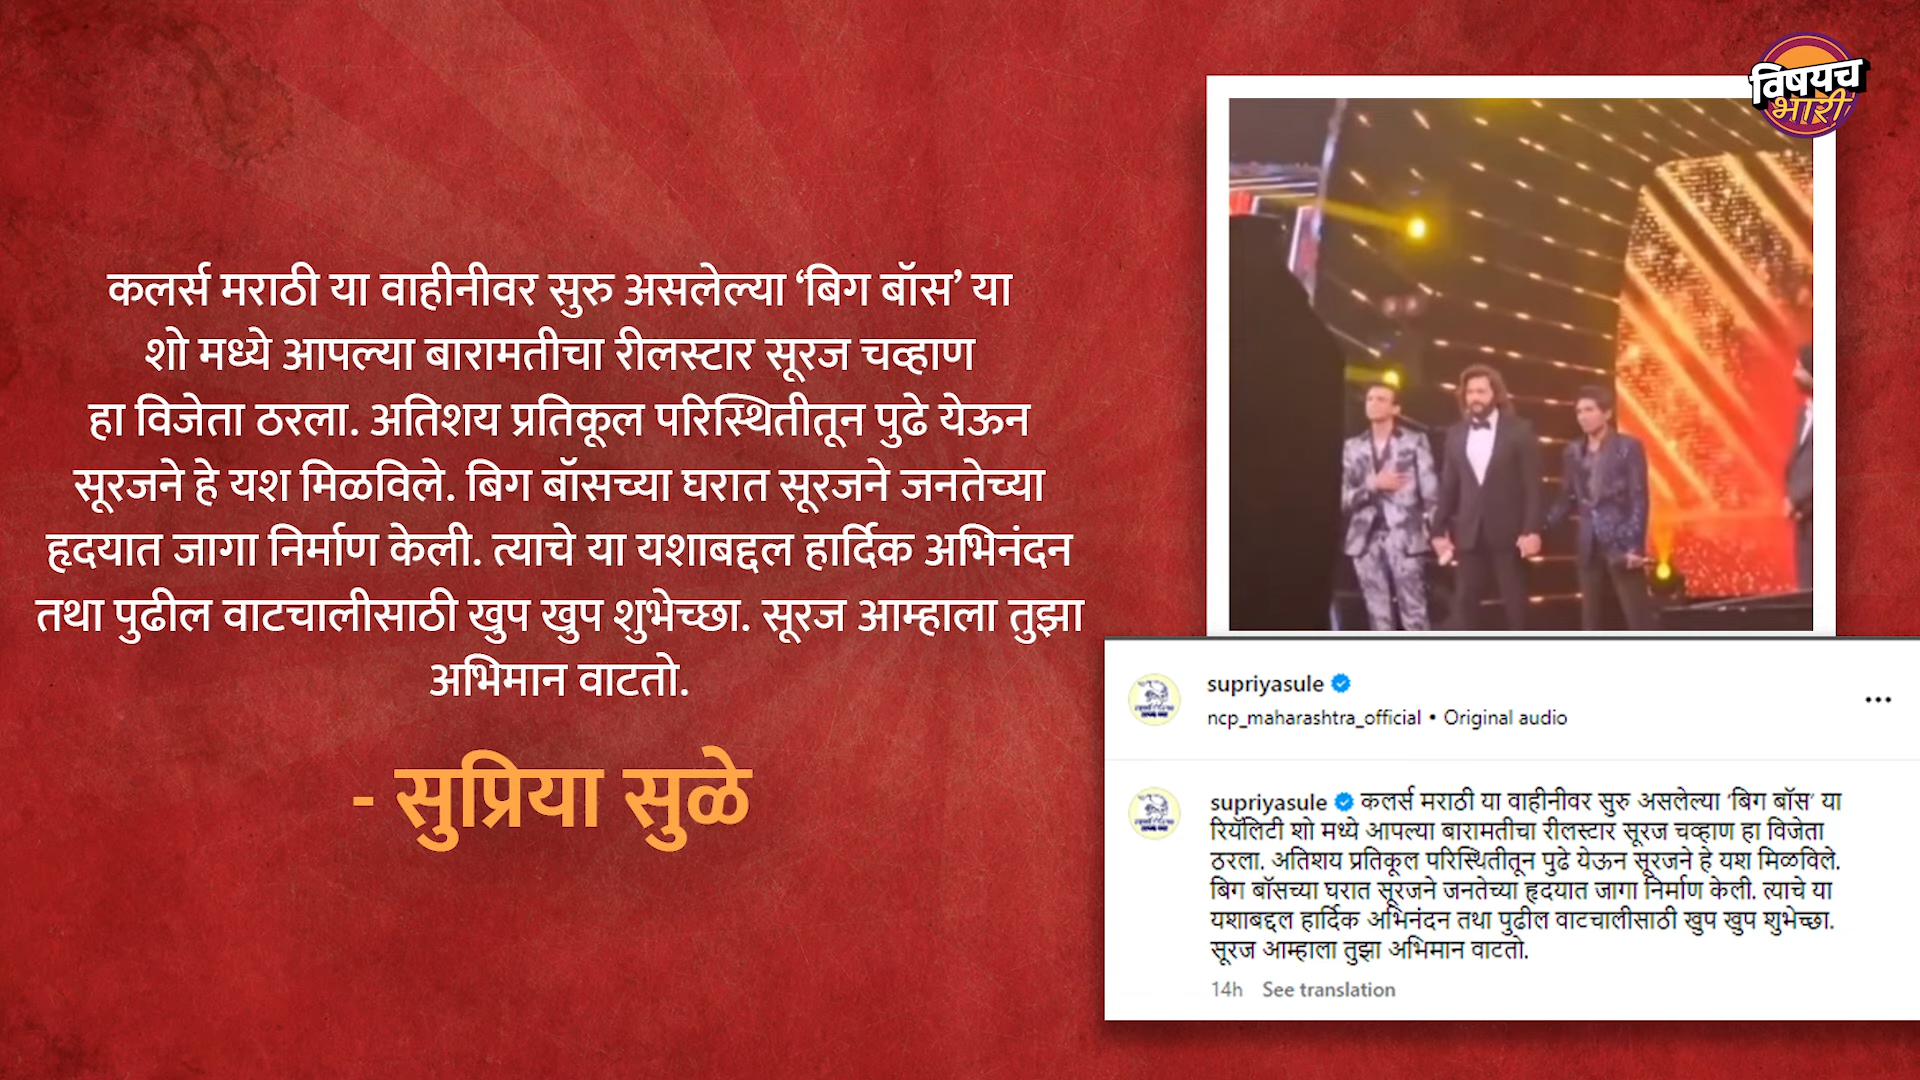 विषयच
भारी
कलर्स मराठी या वाहीनीवर सुरु असलेल्या ‘बिग बॉस’ या
शो मध्ये आपल्या बारामतीचा रीलस्टार सूरज चव्हाण
हा विजेता ठरला. अतिशय प्रतिकूल परिस्थितीतून पुढे येऊन
सूरजने हे यश मिळविले. बिग बॉसच्या घरात सूरजने जनतेच्या
हृदयात जागा निर्माण केली. त्याचे या यशाबद्दल हार्दिक अभिनंदन
तथा पुढील वाटचालीसाठी खुप खुप शुभेच्छा. सूरज आम्हाला तुझा
अभिमान वाटतो.
- सुप्रिया सुळे
supriyasule
ncp_maharashtra_official • Original audio
supriyasule कलर्स मराठी या वाहीनीवर सुरु असलेल्या ‘बिग बॉस’ या
रियॅलिटी शो मध्ये आपल्या बारामतीचा रीलस्टार सूरज चव्हाण हा विजेता
ठरला. अतिशय प्रतिकूल परिस्थितीतून पुढे येऊन सूरजने हे यश मिळविले.
बिग बॉसच्या घरात सूरजने जनतेच्या हृदयात जागा निर्माण केली. त्याचे या
यशाबद्दल हार्दिक अभिनंदन तथा पुढील वाटचालीसाठी खुप खुप शुभेच्छा.
सूरज आम्हाला तुझा अभिमान वाटतो.
14h See translation